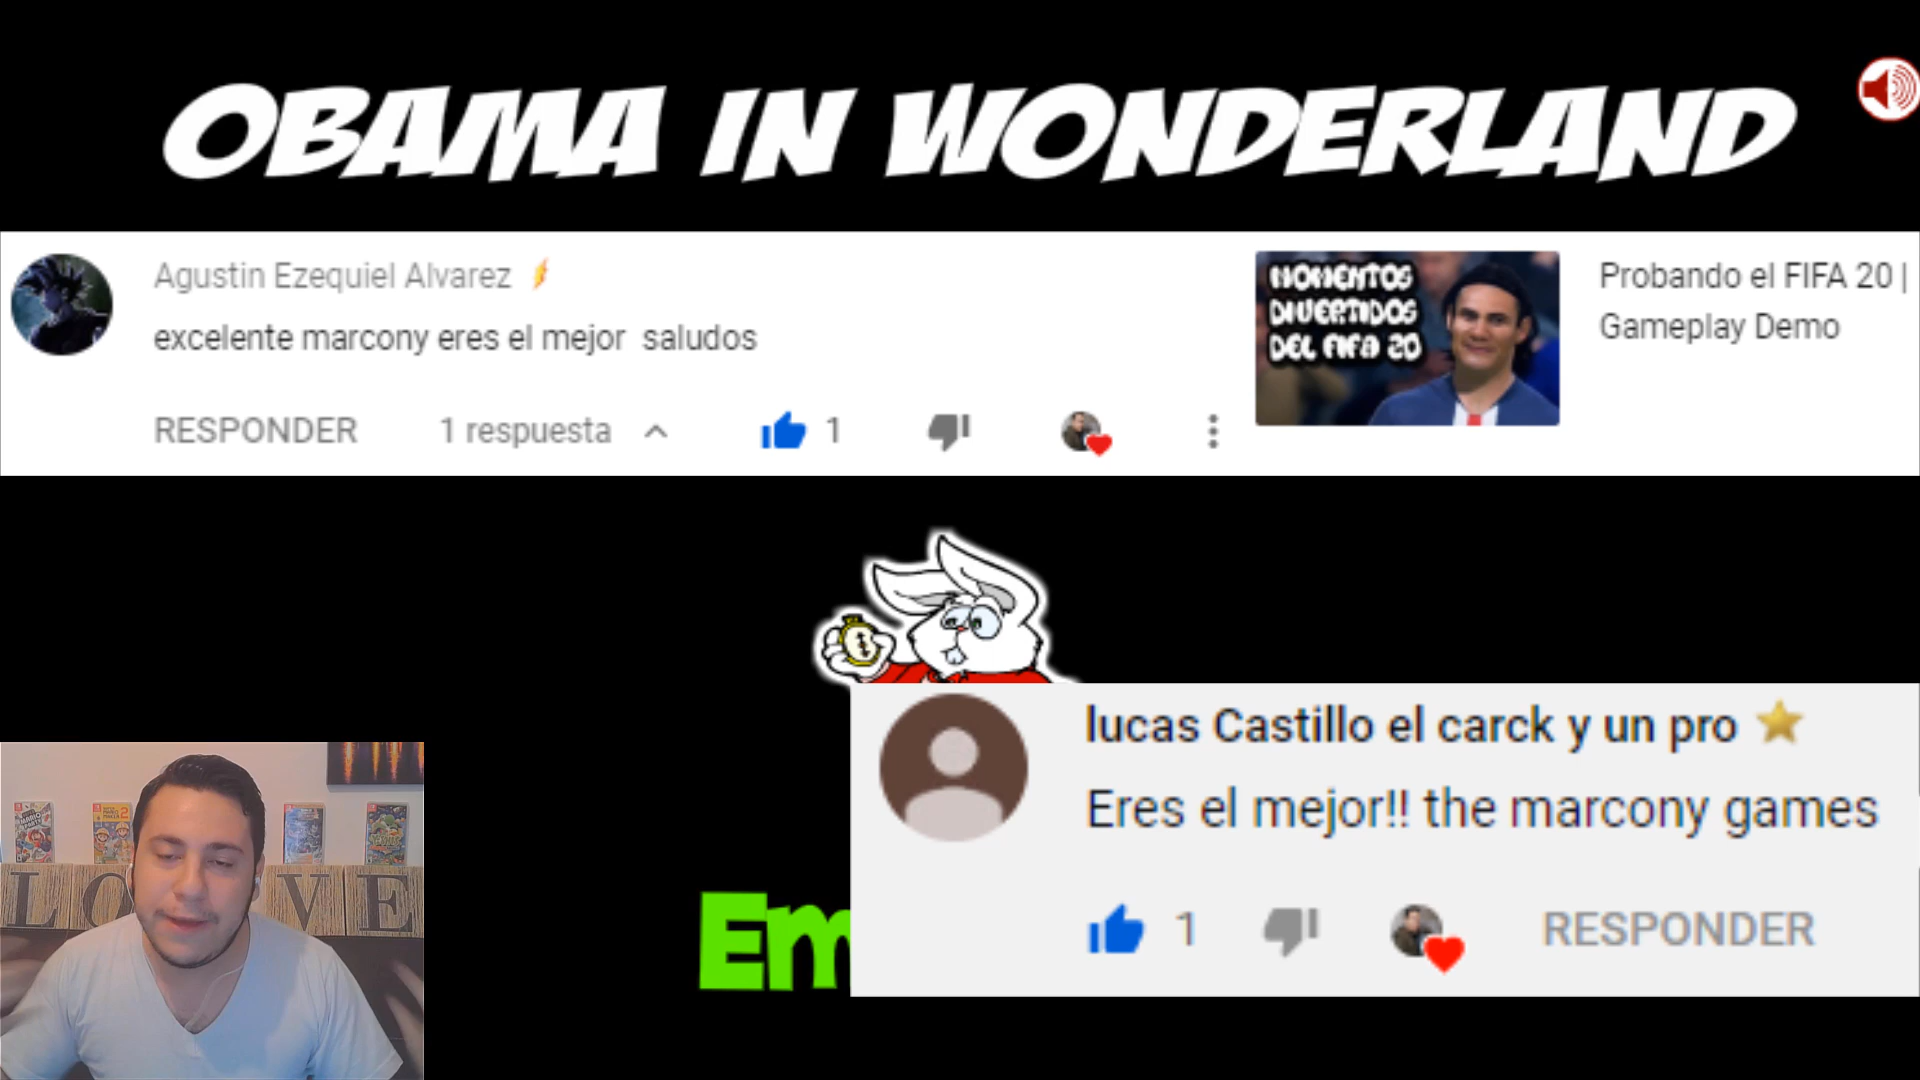 OBAMA IN WONDERLAND
Agustin Ezequiel Alvarez
excelente marcony eres el mejor saludos
RESPONDER 1 respuesta 1
MOMENTOS
DIVERTIDOS
DEL FIFA 20
Probando el FIFA 20 |
Gameplay Demo
lucas Castillo el carck y un pro
Eres el mejor!! the marcony games
1 RESPONDER
Em
L O V E